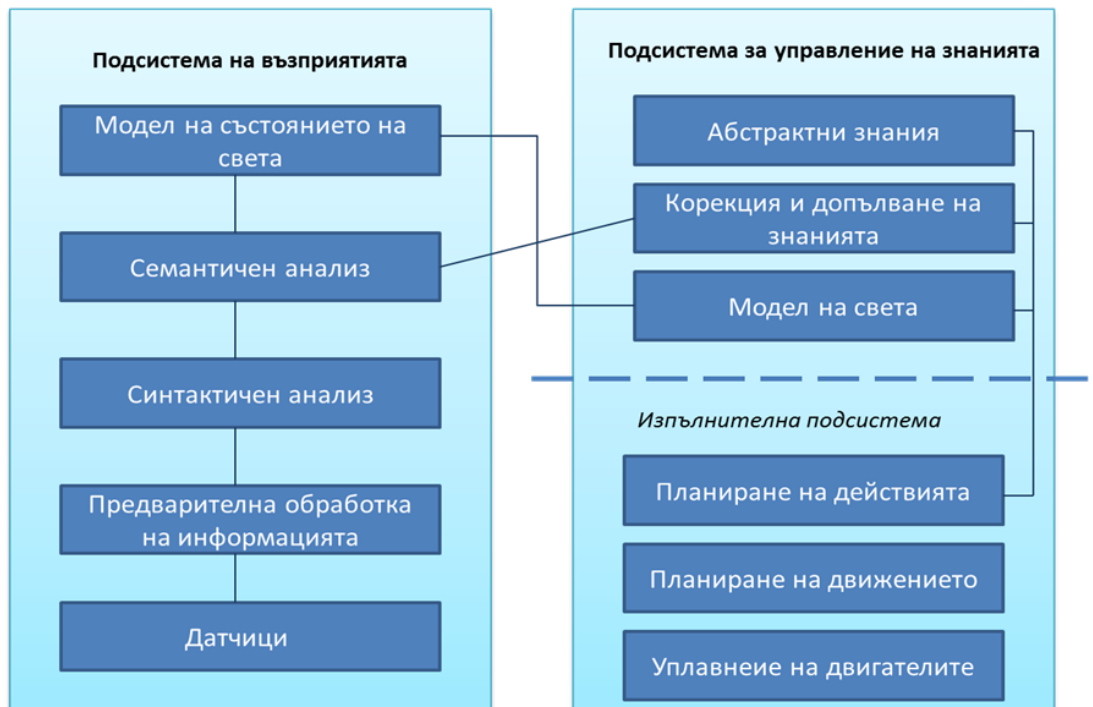 Подсистема на възприятията
Модел на състоянието на
света
Семантичен анализ
Синтактичен анализ
Предварителна обработка
на информацията
Датчици
Подсистема за управление на знанията
Абстрактни знания
Корекция и допълване на
знанията
Модел на света
Изпълнителна подсистема
Планиране на действията
Планиране на движението
Уплавнеие на двигателите